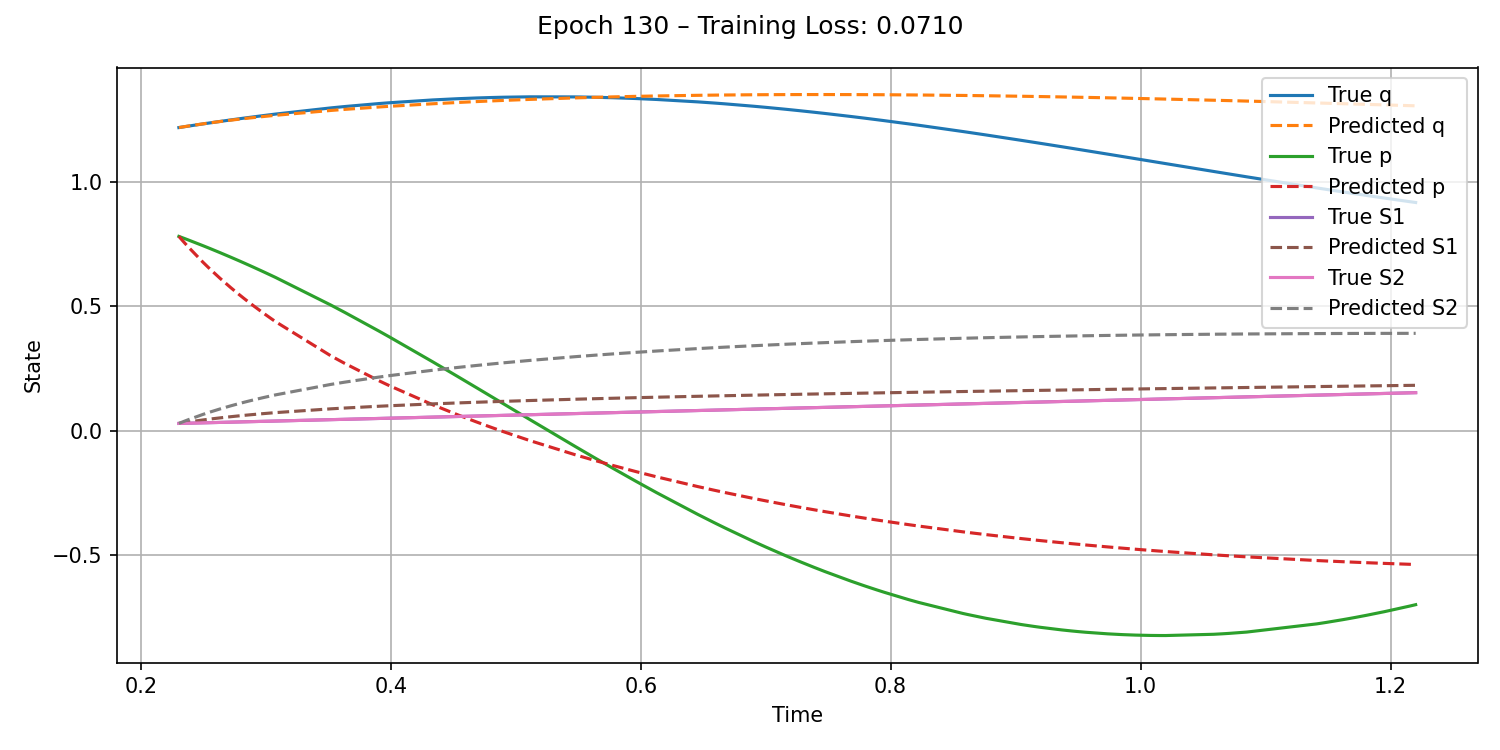 Epoch 130 – Training Loss: 0.0710
True q
Predicted q
True p
Predicted p
True S1
Predicted S1
True S2
Predicted S2
State
1.0
0.5
0.0
−0.5
0.2
0.4
0.6
0.8
1.0
1.2
Time